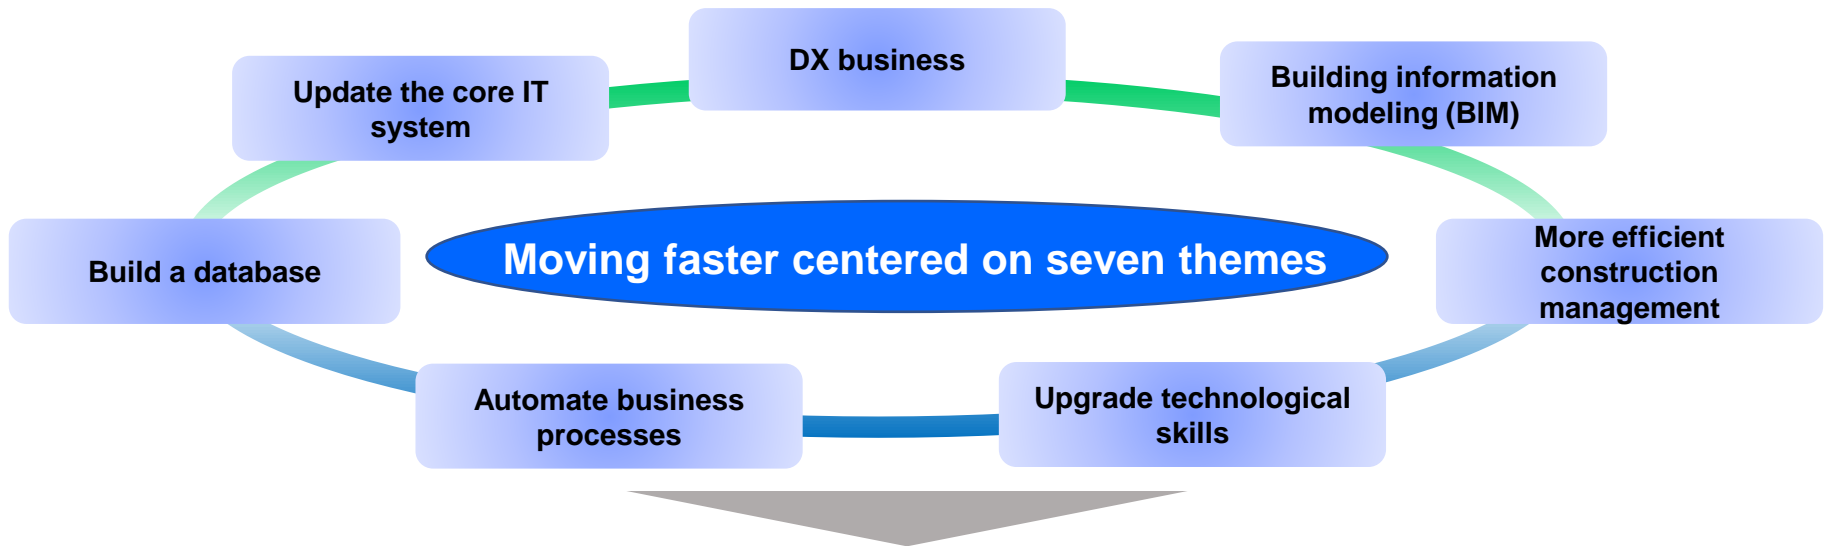 DX business
Update the core IT
system
Building information
modeling (BIM)
Build a database
Moving faster centered on seven themes
More efficient
construction
management
Automate business
processes
Upgrade technological
skills